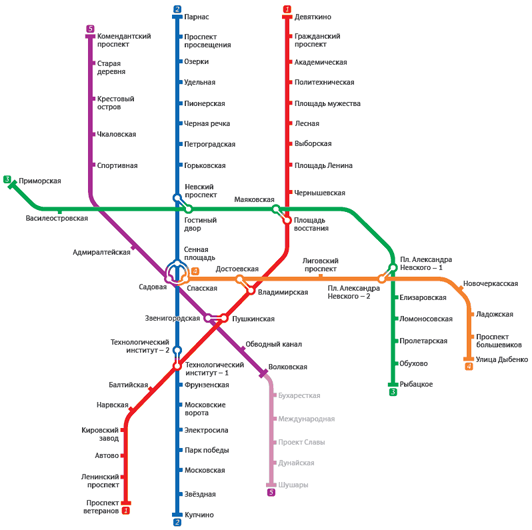 2
Парнас
1
Девяткино
5
Комендантский
проспект
Проспект
просвещения
Гражданский
проспект
Старая
деревня
Озерки
Академическая
Удельная
Политехническая
Крестовый
остров
Пионерская
Площадь мужества
Чёрная речка
Лесная
Чкаловская
Петроградская
Выборская
Спортивная
Горьковская
Площадь Ленина
3
Приморская
Невский
проспект
Маяковская
Чернышевская
Василеостровская
Гостиный
двор
Площадь
восстания
Адмиралтейская
Сенная
площадь
4
Достоевская
Лиговский
проспект
Пл. Александра
Невского – 1
Садовая
Спасская
Владимирская
Пл. Александра
Невского – 2
Новочеркасская
Елизаровская
Звенигородская
Пушкинская
Ломоносовская
Ладожская
Технологический
институт – 2
Обводный канал
Пролетарская
Проспект
большевиков
Технологический
институт – 1
Волковская
Обухово
Улица Дыбенко
4
Балтийская
Фрунзенская
Бухарестская
Рыбацкое
3
Нарвская
Московские
ворота
Международная
Кировский
завод
Электросила
Проект Славы
Автово
Парк победы
Дунайская
Ленинский
проспект
Московская
Шушары
5
Проспект
ветеранов
1
Звёздная
Купчино
2